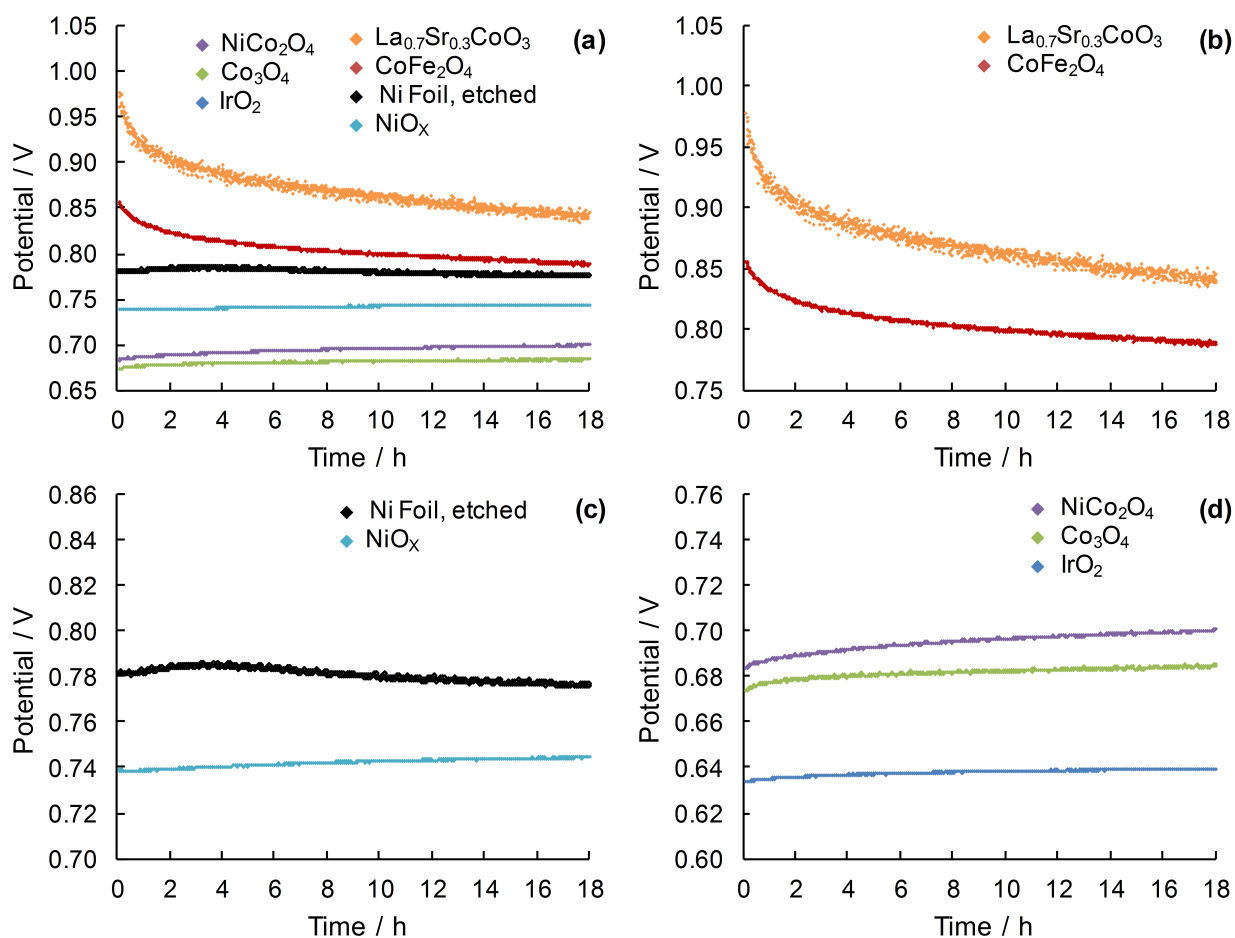 (a)
NiCo₂O₄
Co₃O₄
IrO₂
La₀.₇Sr₀.₃CoO₃
CoFe₂O₄
Ni Foil, etched
NiOₓ
1.05
1.00
0.95
0.90
0.85
0.80
0.75
0.70
0.65
Potential / V
0 2 4 6 8 10 12 14 16 18
Time / h
(b)
La₀.₇Sr₀.₃CoO₃
CoFe₂O₄
1.05
1.00
0.95
0.90
0.85
0.80
0.75
Potential / V
0 2 4 6 8 10 12 14 16 18
Time / h
(c)
Ni Foil, etched
NiOₓ
0.86
0.84
0.82
0.80
0.78
0.76
0.74
0.72
0.70
Potential / V
0 2 4 6 8 10 12 14 16 18
Time / h
(d)
NiCo₂O₄
Co₃O₄
IrO₂
0.76
0.74
0.72
0.70
0.68
0.66
0.64
0.62
0.60
Potential / V
0 2 4 6 8 10 12 14 16 18
Time / h